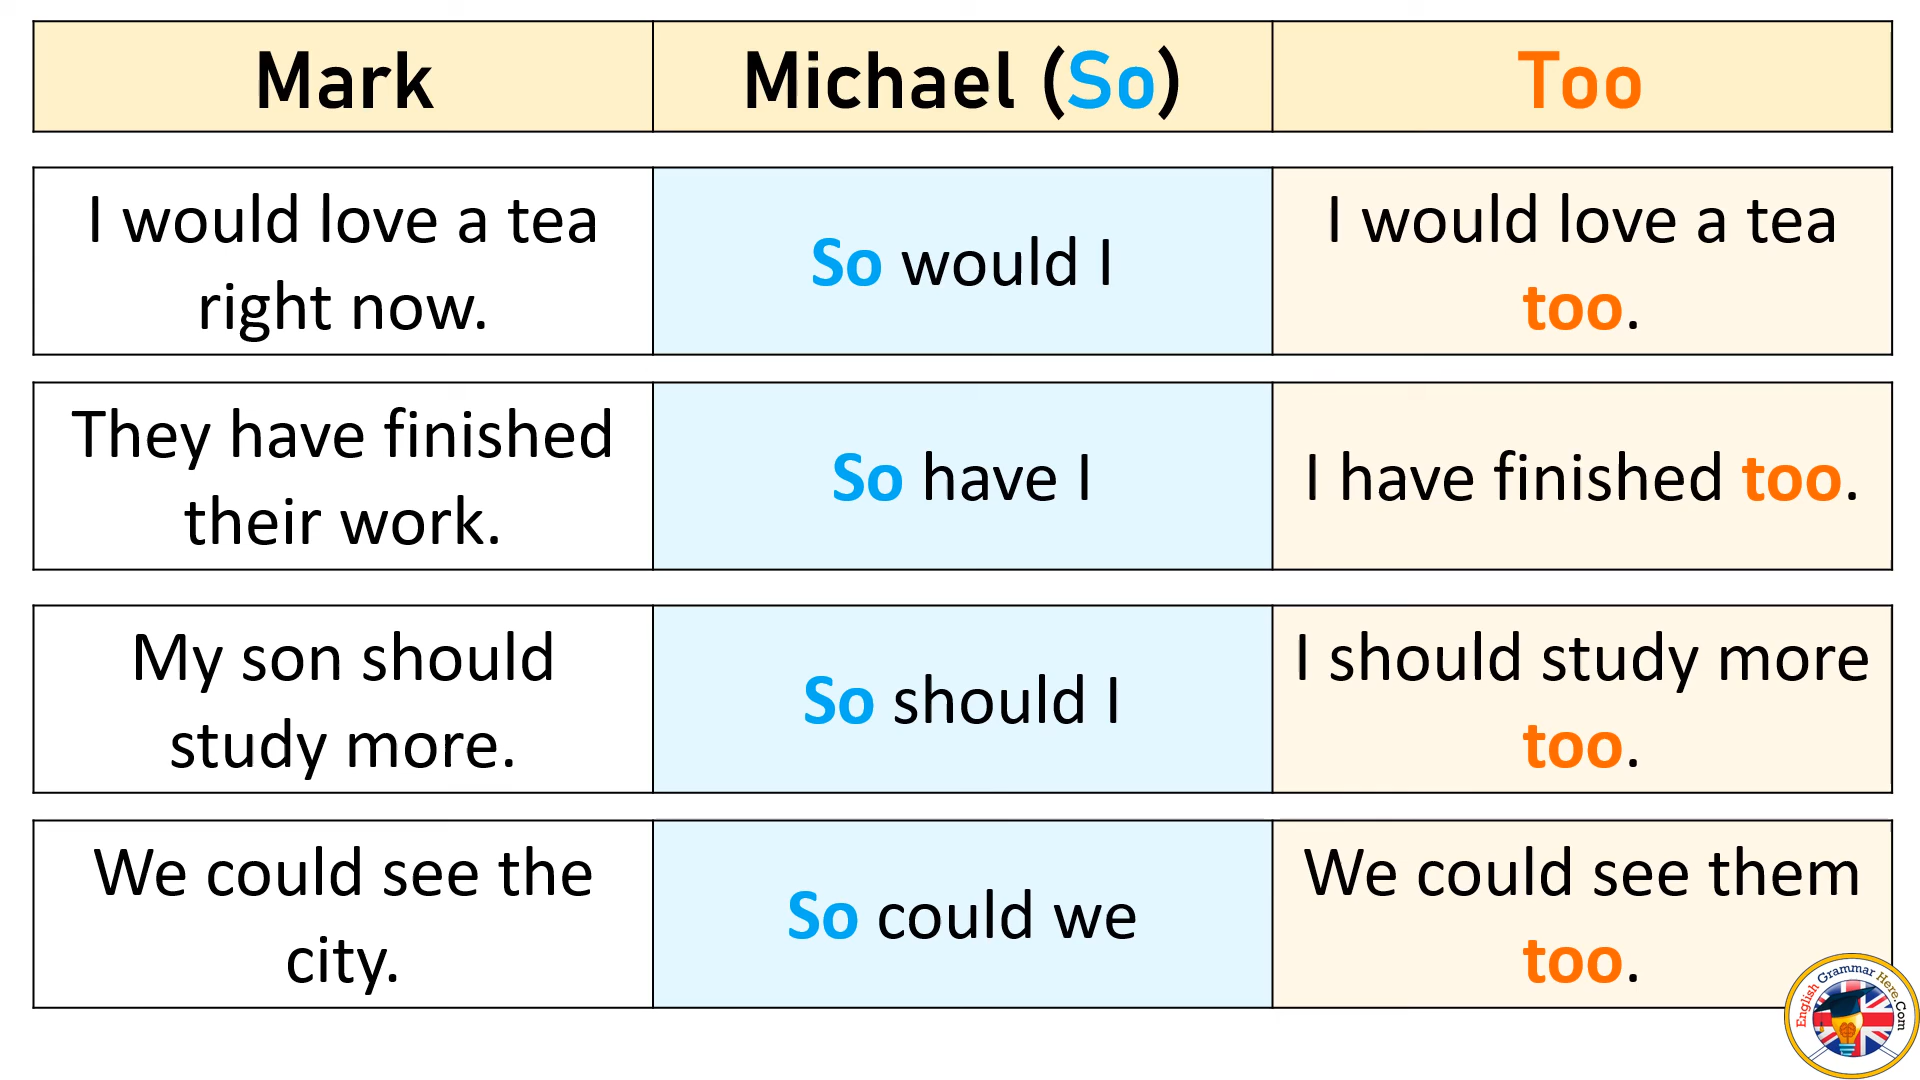 Mark
Michael (So)
Too
I would love a tea
right now.
So would I
I would love a tea
too.
They have finished
their work.
So have I
I have finished too.
My son should
study more.
So should I
I should study more
too.
We could see the
city.
So could we
We could see them
too.
English Grammar Here.Com